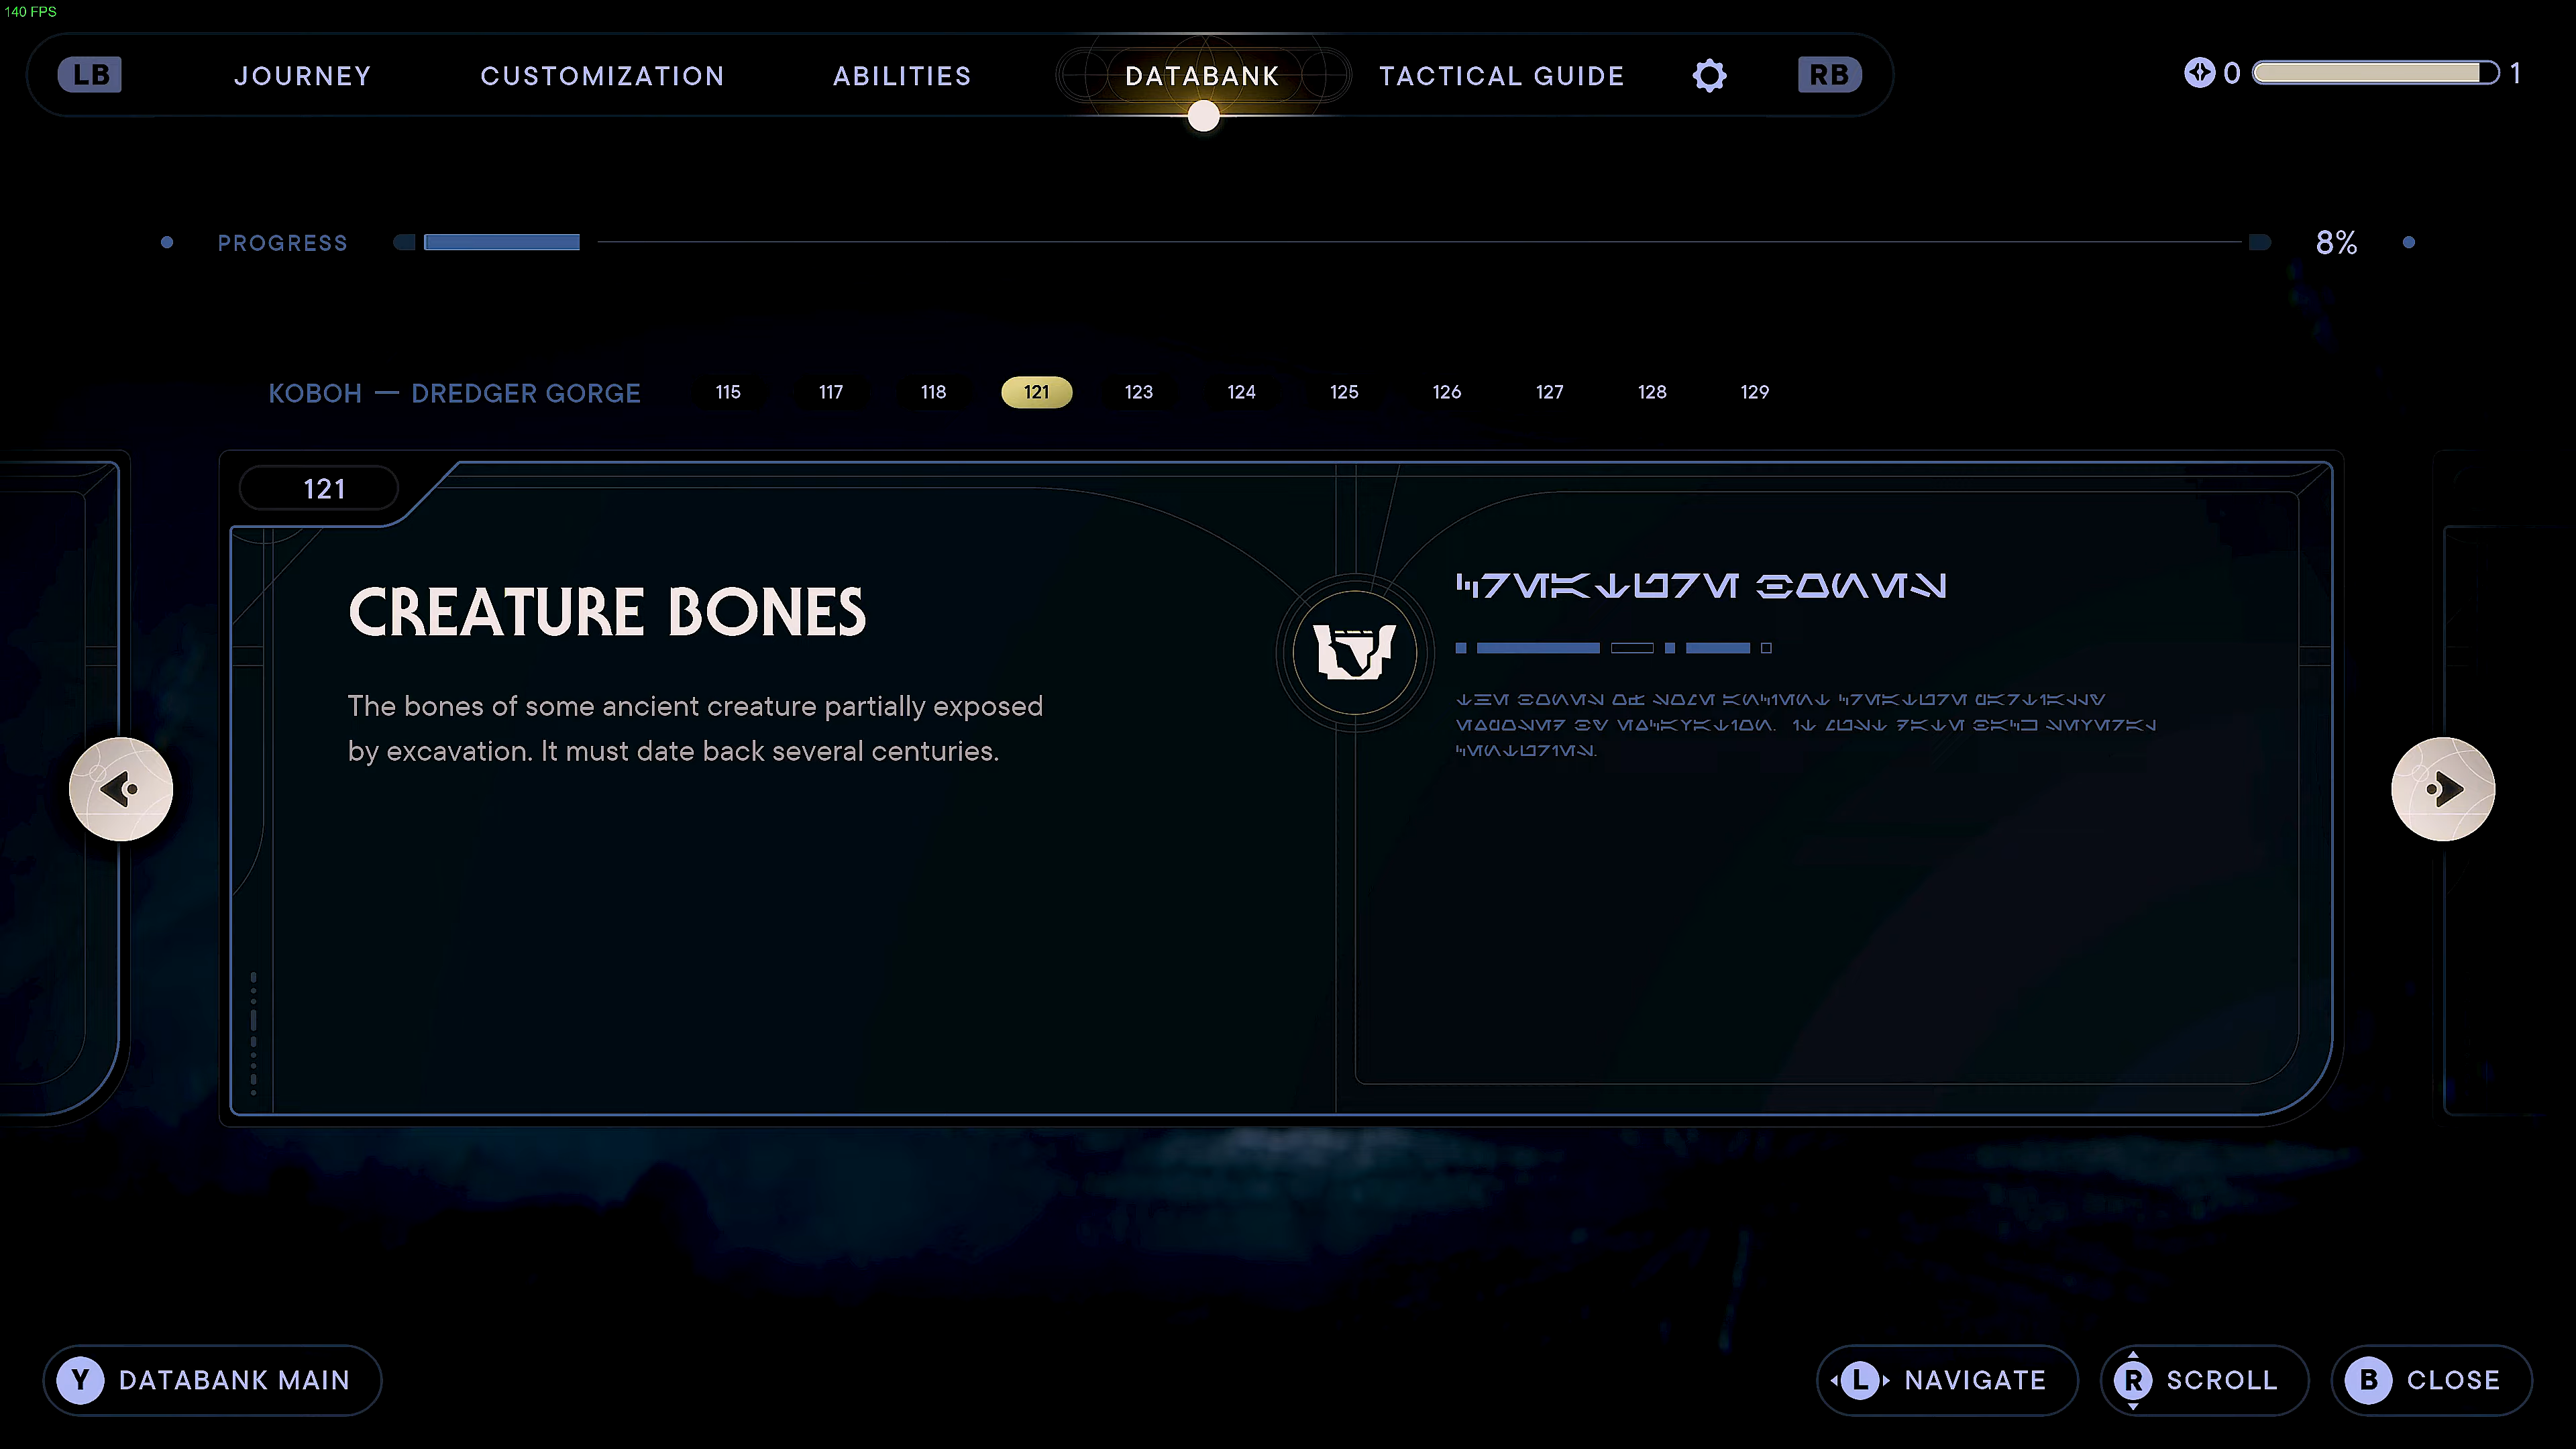 140 FPS
LB JOURNEY CUSTOMIZATION ABILITIES DATABANK TACTICAL GUIDE RB 0 1
PROGRESS 8%
KOBOH — DREDGER GORGE 115 117 118 121 123 124 125 126 127 128 129
121
CREATURE BONES
The bones of some ancient creature partially exposed
by excavation. It must date back several centuries.
Y DATABANK MAIN L NAVIGATE R SCROLL B CLOSE